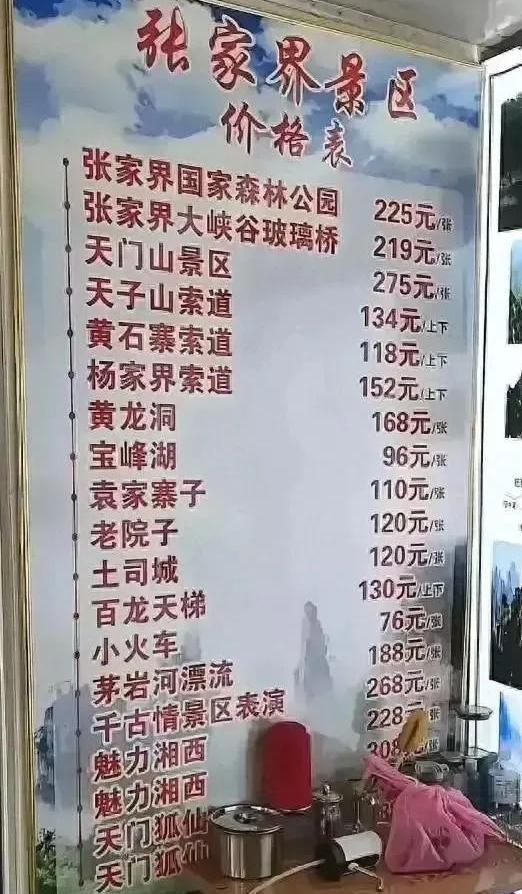 张家界景区
价格表
张家界国家森林公园 225元/张
张家界大峡谷玻璃桥 219元/张
天门山景区 275元/张
天子山索道 134元/上下
黄石寨索道 118元/上下
杨家界索道 152元/上下
黄龙洞 168元/张
宝峰湖 96元/张
袁家寨子 110元/张
老院子 120元/张
土司城 120元/张
百龙天梯 130元/上下
小火车 76元/张
茅岩河漂流 188元/张
千古情景区表演 268元/张
魅力湘西 228元/张
魅力湘西 308
天门狐仙
天门狐仙